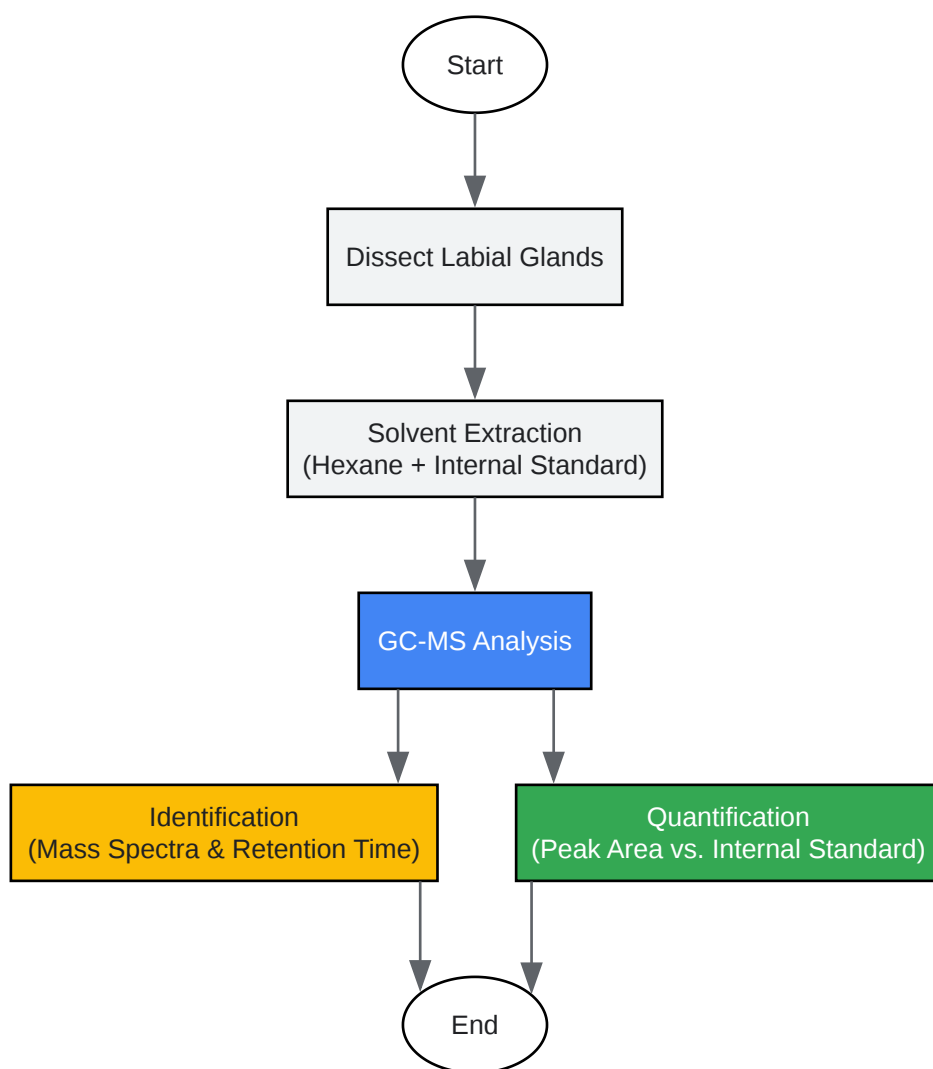 Start
Dissect Labial Glands
Solvent Extraction
(Hexane + Internal Standard)
GC-MS Analysis
Identification
(Mass Spectra & Retention Time)
Quantification
(Peak Area vs. Internal Standard)
End